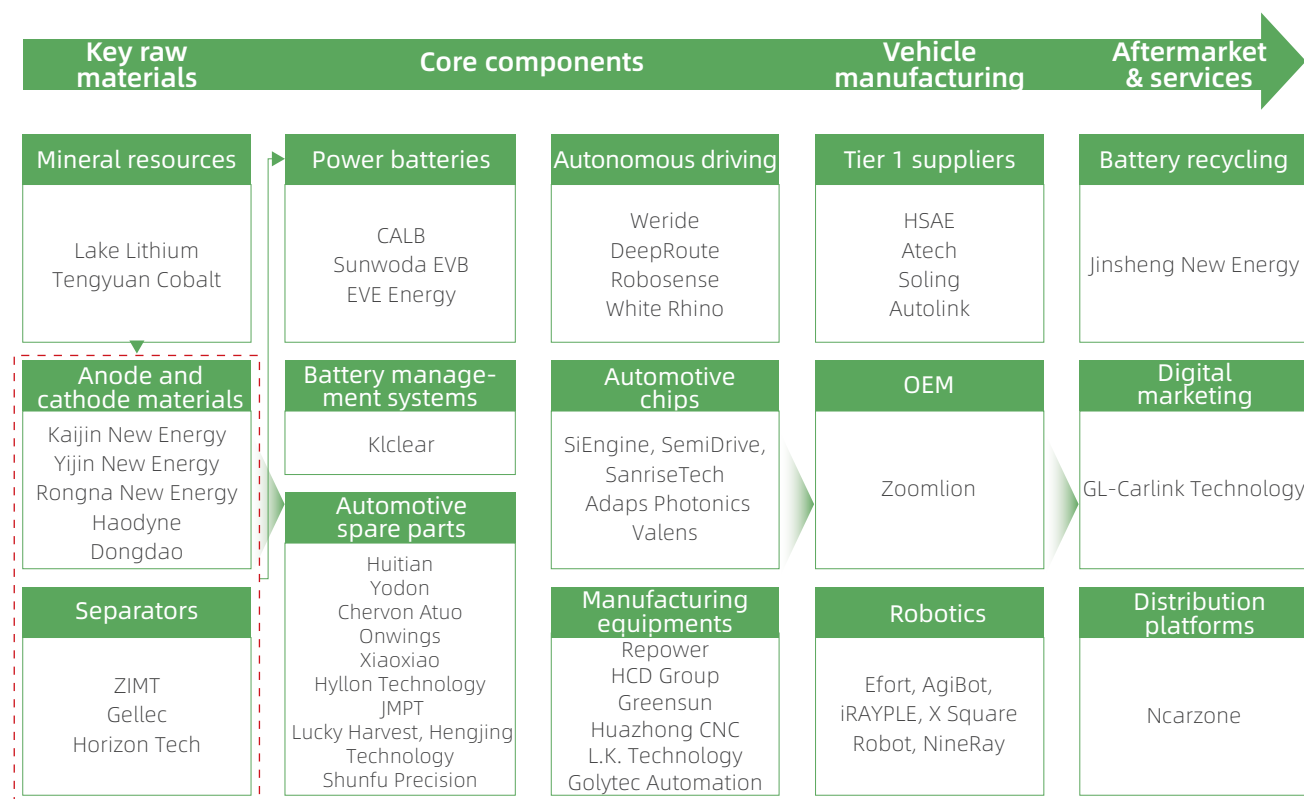 Key raw
materials
Core components
Vehicle
manufacturing
Aftermarket
& services
Mineral resources
Lake Lithium
Tengyuan Cobalt
Anode and
cathode materials
Kaijin New Energy
Yijin New Energy
Rongna New Energy
Haodyne
Dongdao
Separators
ZIMT
Gellec
Horizon Tech
Power batteries
CALB
Sunwoda EVB
EVE Energy
Battery manage-
ment systems
Klclear
Automotive
spare parts
Huitian
Yodon
Chervon Atuo
Onwings
Xiaoxiao
Hyllon Technology
JMPT
Lucky Harvest, Hengjing
Technology
Shunfu Precision
Autonomous driving
Weride
DeepRoute
Robosense
White Rhino
Automotive
chips
SiEngine, SemiDrive,
SanriseTech
Adaps Photonics
Valens
Manufacturing
equipments
Repower
HCD Group
Greensun
Huazhong CNC
L.K. Technology
Golytec Automation
Tier 1 suppliers
HSAE
Atech
Soling
Autolink
OEM
Zoomlion
Robotics
Efort, AgiBot,
iRAYPLE, X Square
Robot, NineRay
Battery recycling
Jinsheng New Energy
Digital
marketing
GL-Carlink Technology
Distribution
platforms
Ncarzone